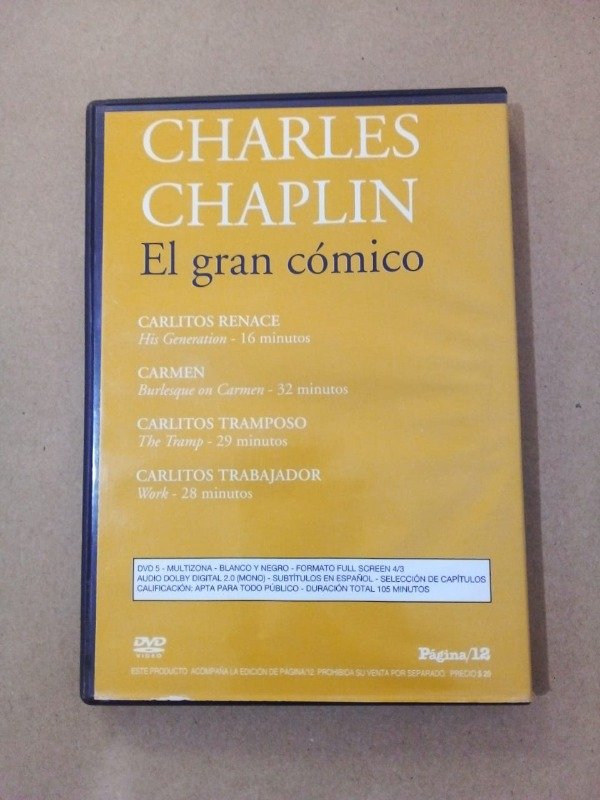 CHARLES
CHAPLIN
El gran cómico
CARLITOS RENACE
His Generation - 16 minutos
CARMEN
Burlesque on Carmen - 32 minutos
CARLITOS TRAMPOSO
The Tramp - 29 minutos
CARLITOS TRABAJADOR
Work - 28 minutos
DVD 5 - MULTIZONA - BLANCO Y NEGRO - FORMATO FULL SCREEN 4/3
AUDIO DOLBY DIGITAL 2.0 (MONO) - SUBTÍTULOS EN ESPAÑOL - SELECCIÓN DE CAPÍTULOS
CALIFICACIÓN: APTA PARA TODO PÚBLICO - DURACIÓN TOTAL 105 MINUTOS
DVD
VIDEO
Página/12
ESTE PRODUCTO ACOMPAÑA LA EDICIÓN DE PAGINA/12. PROHIBIDA SU VENTA POR SEPARADO. PRECIO $ 20